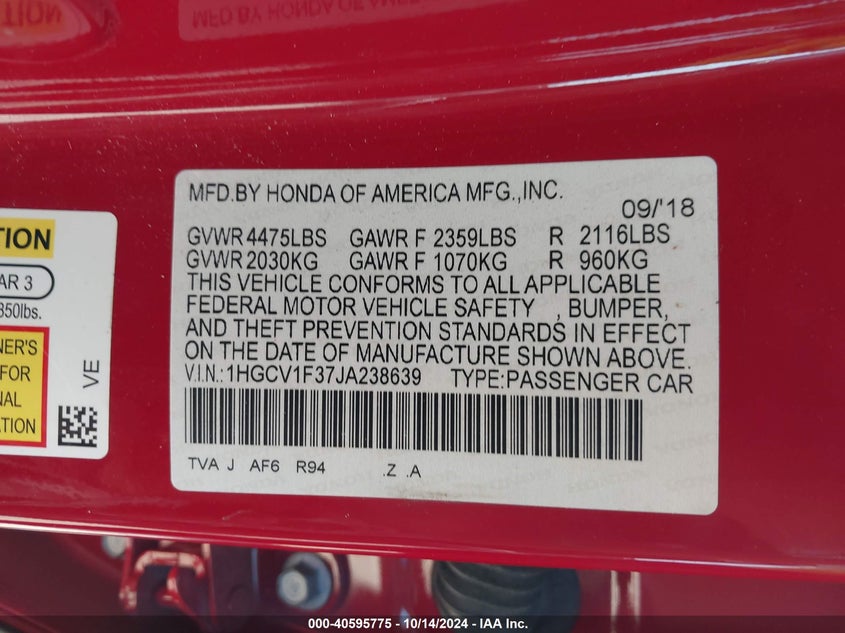 MFD.BY HONDA OF AMERICA MFG.,INC.
09/'18
GVWR 4475LBS GAWR F 2359LBS R 2116LBS
GVWR 2030KG GAWR F 1070KG R 960KG
THIS VEHICLE CONFORMS TO ALL APPLICABLE
FEDERAL MOTOR VEHICLE SAFETY , BUMPER,
AND THEFT PREVENTION STANDARDS IN EFFECT
ON THE DATE OF MANUFACTURE SHOWN ABOVE.
V.I.N.:1HGCV1F37JA238639 TYPE:PASSENGER CAR
TVA J AF6 R94 .Z .A
AR 3
850lbs.
NER'S
FOR
VE
000-40595775 - 10/14/2024 - IAA Inc.